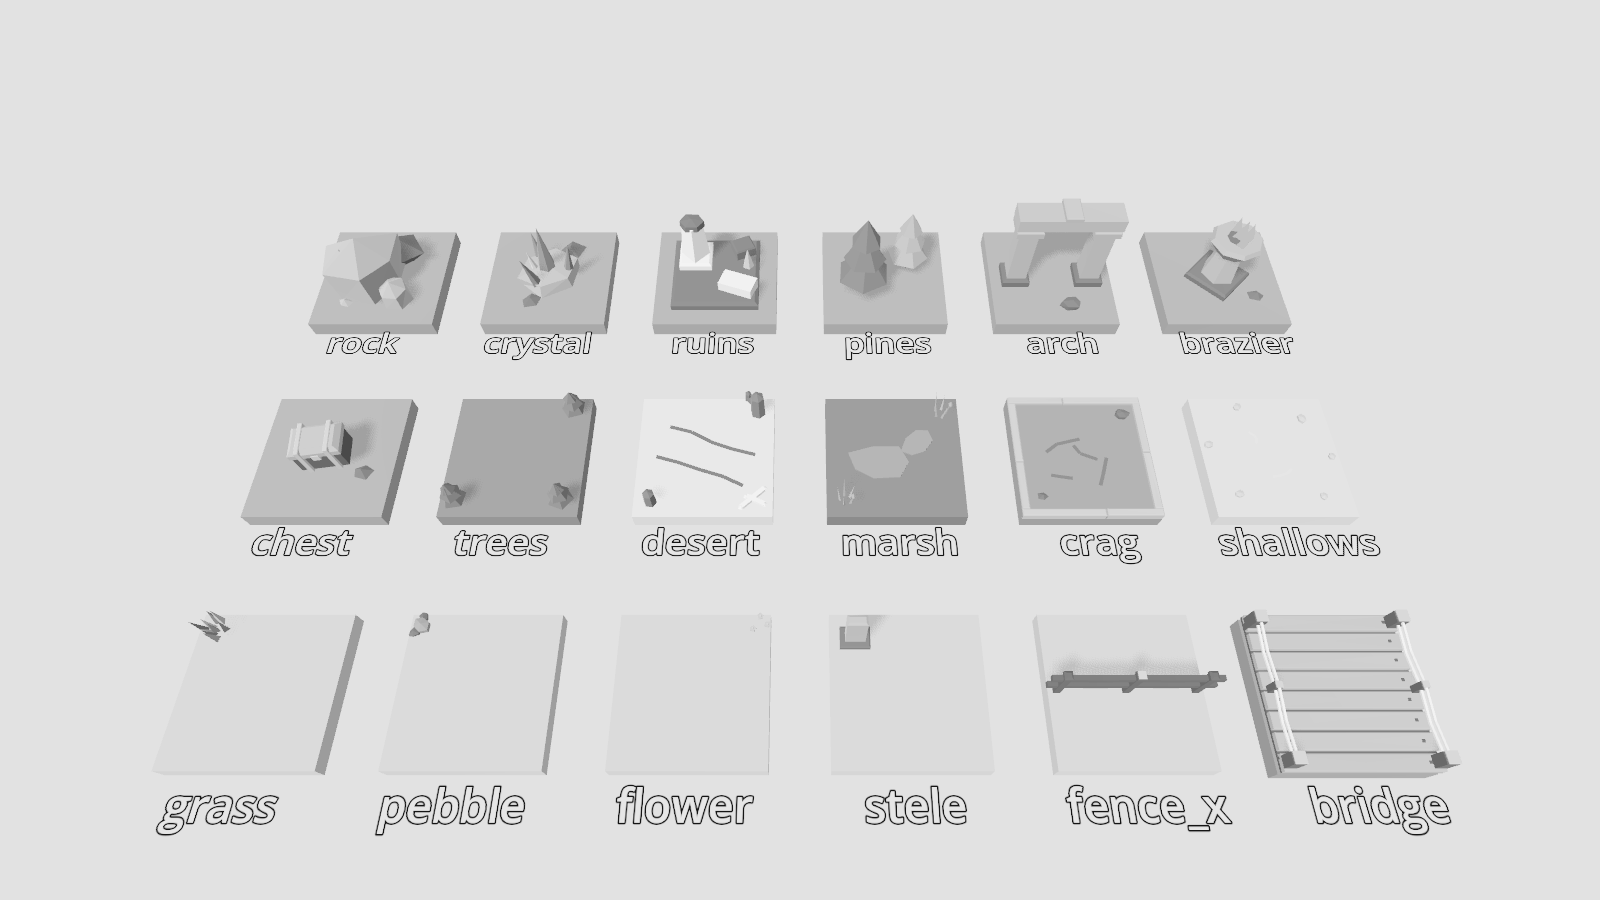 rock crystal ruins pines arch brazier
chest trees desert marsh crag shallows
grass pebble flower stele fence_x bridge